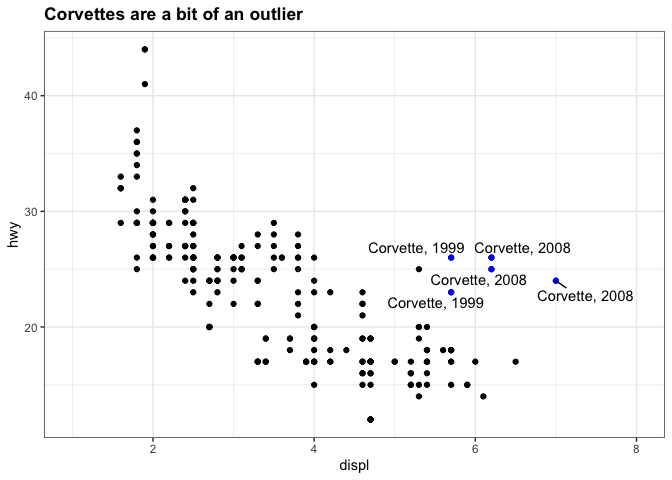 Corvettes are a bit of an outlier
hwy
40
30
20
Corvette, 1999
Corvette, 2008
Corvette, 2008
Corvette, 2008
Corvette, 1999
2
4
6
8
displ